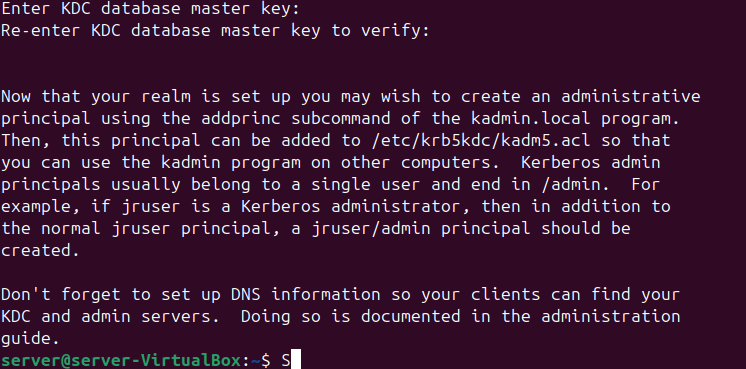 Enter KDC database master key:
Re-enter KDC database master key to verify:
Now that your realm is set up you may wish to create an administrative
principal using the addprinc subcommand of the kadmin.local program.
Then, this principal can be added to /etc/krb5kdc/kadm5.acl so that
you can use the kadmin program on other computers.  Kerberos admin
principals usually belong to a single user and end in /admin.  For
example, if jruser is a Kerberos administrator, then in addition to
the normal jruser principal, a jruser/admin principal should be
created.
Don't forget to set up DNS information so your clients can find your
KDC and admin servers.  Doing so is documented in the administration
guide.
server@server-VirtualBox:~$ S